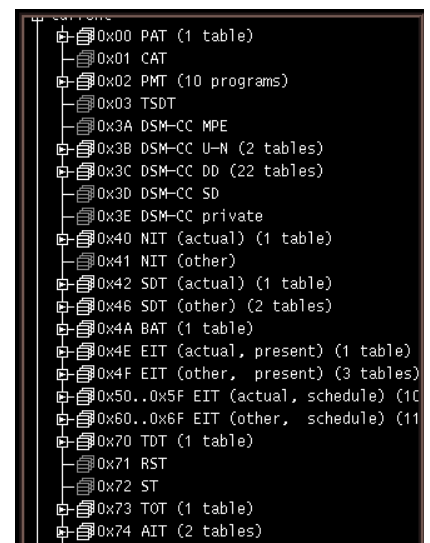 current
0x00 PAT (1 table)
0x01 CAT
0x02 PMT (10 programs)
0x03 TSDT
0x3A DSM-CC MPE
0x3B DSM-CC U-N (2 tables)
0x3C DSM-CC DD (22 tables)
0x3D DSM-CC SD
0x3E DSM-CC private
0x40 NIT (actual) (1 table)
0x41 NIT (other)
0x42 SDT (actual) (1 table)
0x46 SDT (other) (2 tables)
0x4A BAT (1 table)
0x4E EIT (actual, present) (1 table)
0x4F EIT (other, present) (3 tables)
0x50..0x5F EIT (actual, schedule) (10
0x60..0x6F EIT (other, schedule) (11
0x70 TDT (1 table)
0x71 RST
0x72 ST
0x73 TOT (1 table)
0x74 AIT (2 tables)